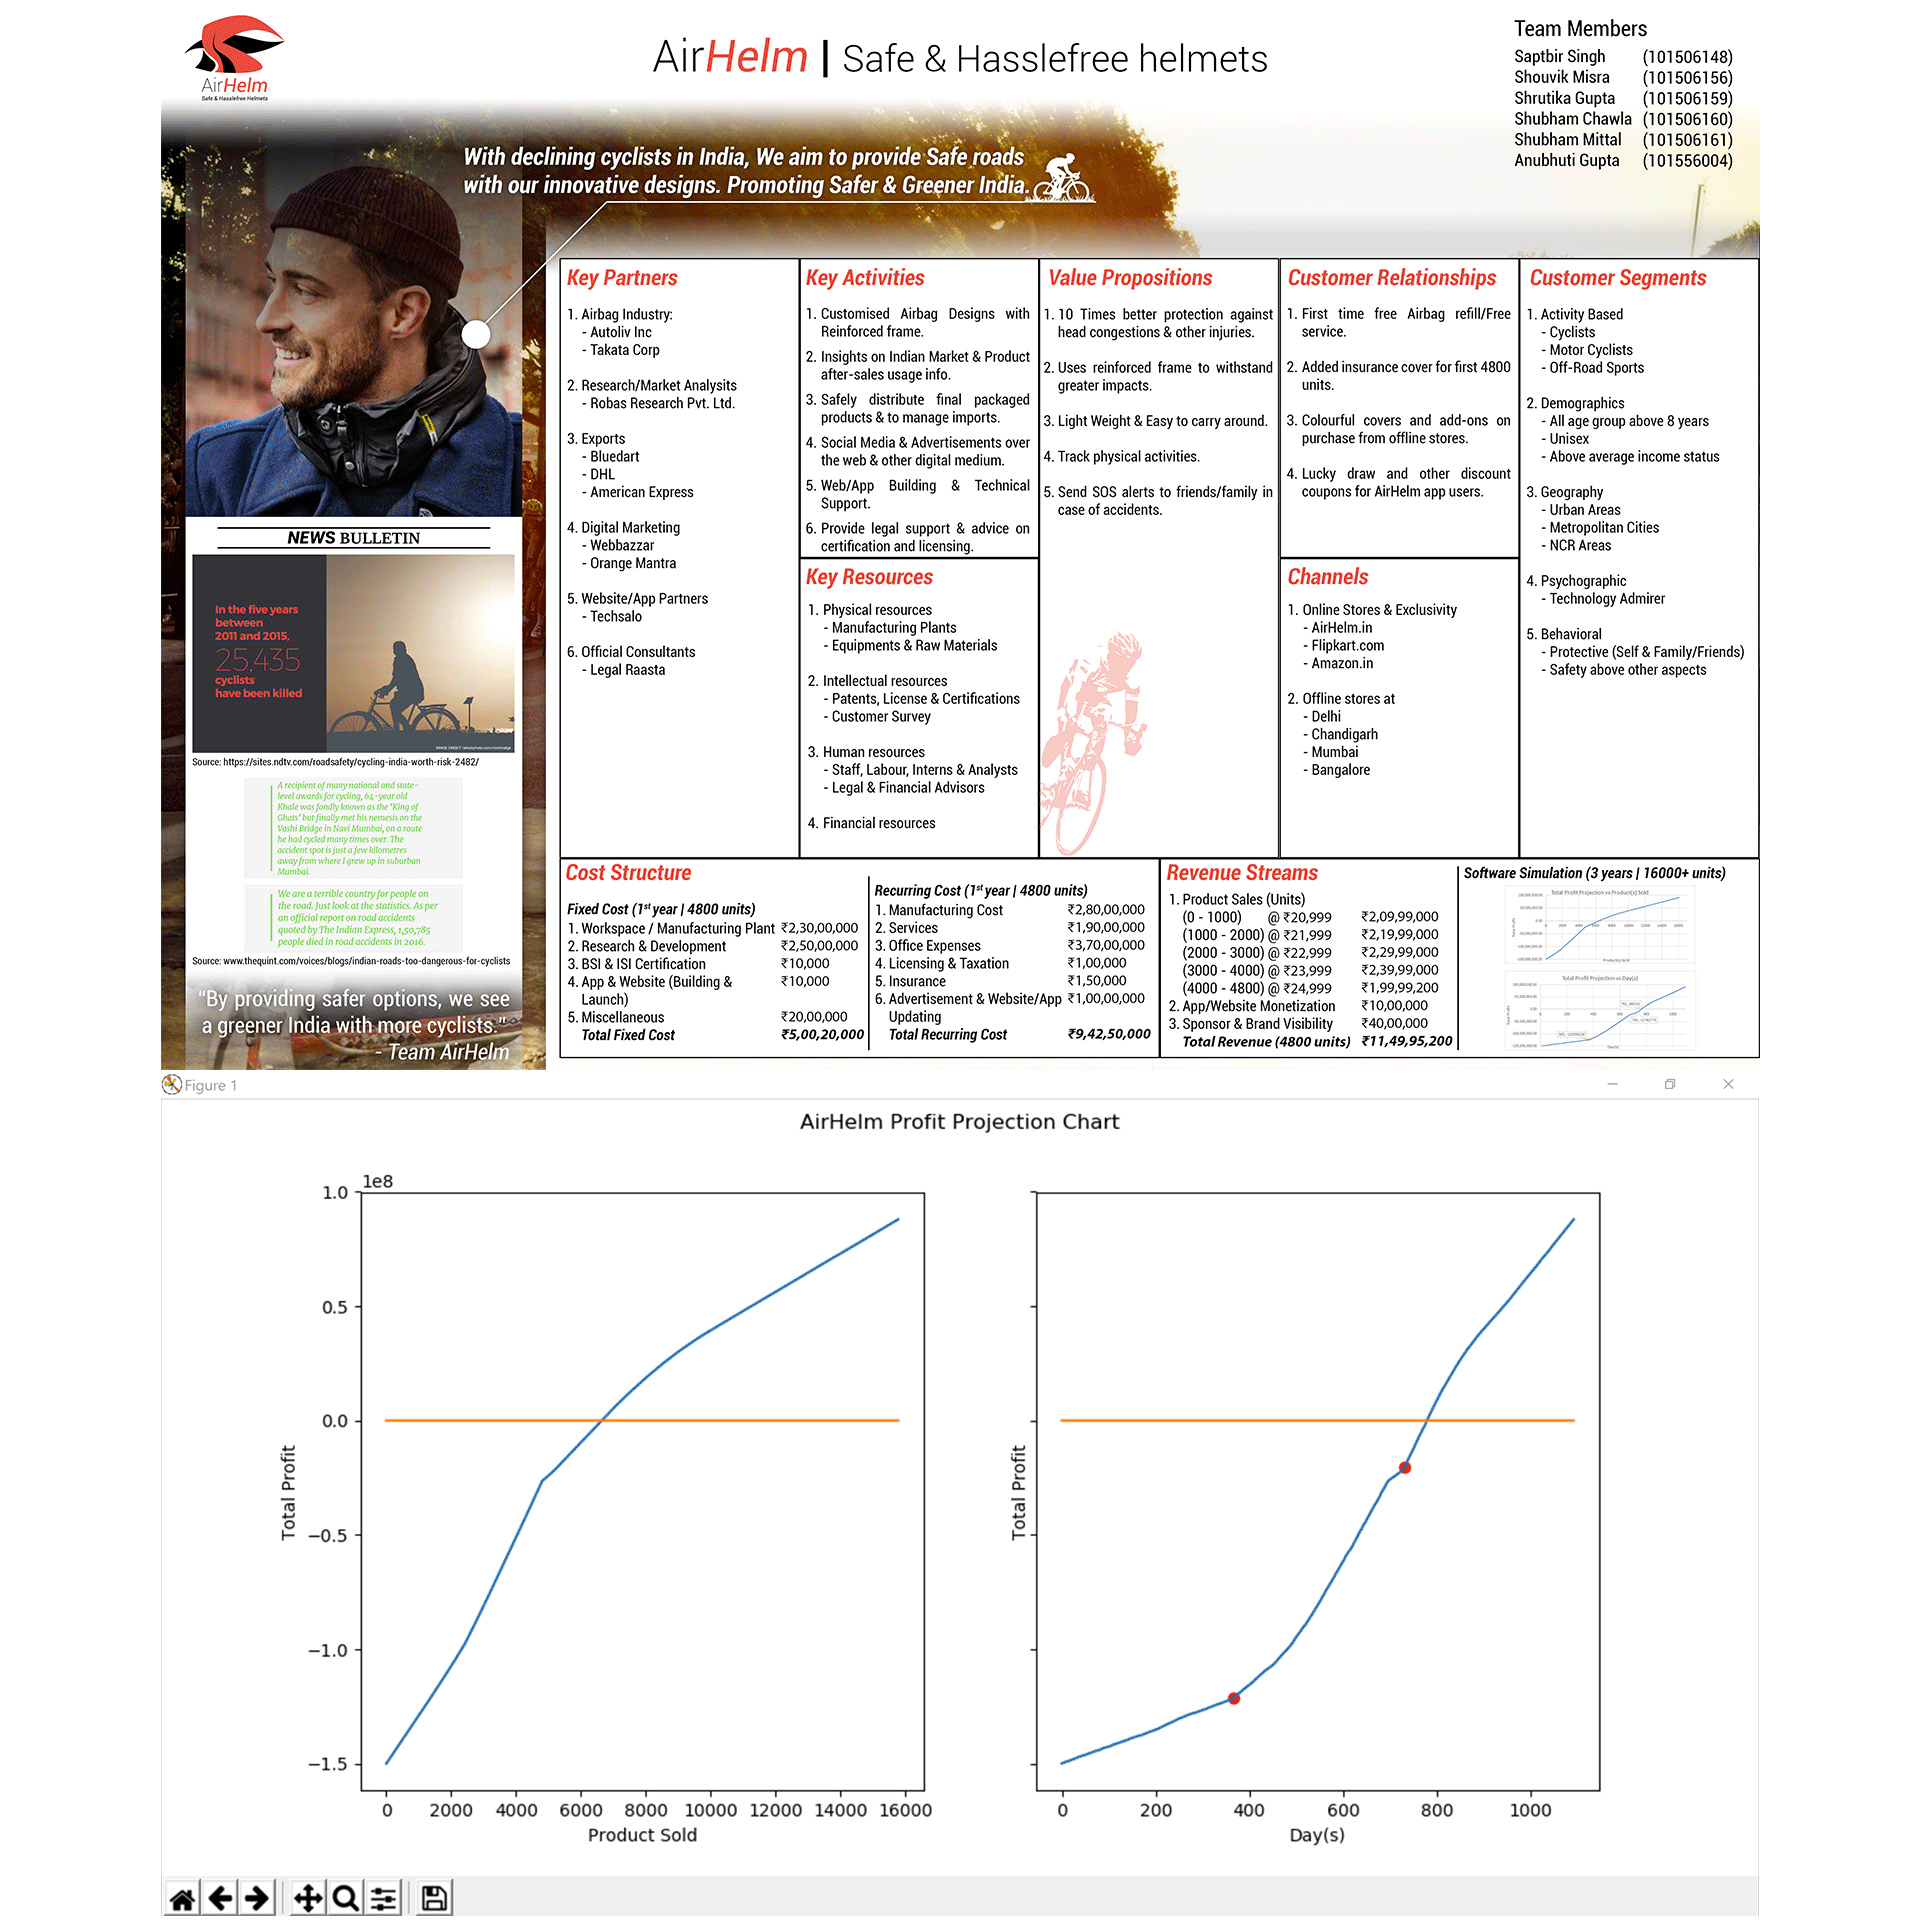 AirHelm
Safe & Hasslefree Helmets
AirHelm | Safe & Hasslefree helmets
Team Members
Saptbir Singh (101506148)
Shouvik Misra (101506156)
Shrutika Gupta (101506159)
Shubham Chawla (101506160)
Shubham Mittal (101506161)
Anubhuti Gupta (101556004)
With declining cyclists in India, We aim to provide Safe roads
with our innovative designs. Promoting Safer & Greener India.
NEWS BULLETIN
In the five years
between
2011 and 2015,
25,435
cyclists
have been killed
Source: https://sites.ndtv.com/roadsafety/cycling-india-worth-risk-2482/
A recipient of many national and state-
level awards for cycling, 64-year old
Khale was fondly known as the 'King of
Ghats' but finally met his nemesis on the
Vashi Bridge in Navi Mumbai, on a route
he had cycled many times over. The
accident spot is just a few kilometres
away from where I grew up in suburban
Mumbai.
We are a terrible country for people on
the road. Just look at the statistics. As per
an official report on road accidents
quoted by The Indian Express, 1,50,785
people died in road accidents in 2016.
Source: www.thequint.com/voices/blogs/indian-roads-too-dangerous-for-cyclists
“By providing safer options, we see
a greener India with more cyclists.”
- Team AirHelm
Key Partners
1. Airbag Industry:
- Autoliv Inc
- Takata Corp
2. Research/Market Analysits
- Robas Research Pvt. Ltd.
3. Exports
- Bluedart
- DHL
- American Express
4. Digital Marketing
- Webbazzar
- Orange Mantra
5. Website/App Partners
- Techsalo
6. Official Consultants
- Legal Raasta
Key Activities
1. Customised Airbag Designs with
Reinforced frame.
2. Insights on Indian Market & Product
after-sales usage info.
3. Safely distribute final packaged
products & to manage imports.
4. Social Media & Advertisements over
the web & other digital medium.
5. Web/App Building & Technical
Support.
6. Provide legal support & advice on
certification and licensing.
Key Resources
1. Physical resources
- Manufacturing Plants
- Equipments & Raw Materials
2. Intellectual resources
- Patents, License & Certifications
- Customer Survey
3. Human resources
- Staff, Labour, Interns & Analysts
- Legal & Financial Advisors
4. Financial resources
Value Propositions
1. 10 Times better protection against
head congestions & other injuries.
2. Uses reinforced frame to withstand
greater impacts.
3. Light Weight & Easy to carry around.
4. Track physical activities.
5. Send SOS alerts to friends/family in
case of accidents.
Customer Relationships
1. First time free Airbag refill/Free
service.
2. Added insurance cover for first 4800
units.
3. Colourful covers and add-ons on
purchase from offline stores.
4. Lucky draw and other discount
coupons for AirHelm app users.
Channels
1. Online Stores & Exclusivity
- AirHelm.in
- Flipkart.com
- Amazon.in
2. Offline stores at
- Delhi
- Chandigarh
- Mumbai
- Bangalore
Customer Segments
1. Activity Based
- Cyclists
- Motor Cyclists
- Off-Road Sports
2. Demographics
- All age group above 8 years
- Unisex
- Above average income status
3. Geography
- Urban Areas
- Metropolitan Cities
- NCR Areas
4. Psychographic
- Technology Admirer
5. Behavioral
- Protective (Self & Family/Friends)
- Safety above other aspects
Cost Structure
Fixed Cost (1st year | 4800 units)
1. Workspace / Manufacturing Plant ₹2,30,00,000
2. Research & Development ₹2,50,00,000
3. BSI & ISI Certification ₹10,000
4. App & Website (Building & ₹10,000
Launch)
5. Miscellaneous ₹20,00,000
Total Fixed Cost ₹5,00,20,000
Recurring Cost (1st year | 4800 units)
1. Manufacturing Cost ₹2,80,00,000
2. Services ₹1,90,00,000
3. Office Expenses ₹3,70,00,000
4. Licensing & Taxation ₹1,00,000
5. Insurance ₹1,50,000
6. Advertisement & Website/App ₹1,00,00,000
Updating
Total Recurring Cost ₹9,42,50,000
Revenue Streams
1. Product Sales (Units)
(0 - 1000) @ ₹20,999 ₹2,09,99,000
(1000 - 2000) @ ₹21,999 ₹2,19,99,000
(2000 - 3000) @ ₹22,999 ₹2,29,99,000
(3000 - 4000) @ ₹23,999 ₹2,39,99,000
(4000 - 4800) @ ₹24,999 ₹1,99,99,200
2. App/Website Monetization ₹10,00,000
3. Sponsor & Brand Visibility ₹40,00,000
Total Revenue (4800 units) ₹11,49,95,200
Software Simulation (3 years | 16000+ units)
Total Profit Projection vs Product(s) Sold
Total Profit Projection vs Day(s)
Figure 1
AirHelm Profit Projection Chart
1e8
1.0
0.5
0.0
−0.5
−1.0
−1.5
Total Profit
0 2000 4000 6000 8000 10000 12000 14000 16000
Product Sold
Total Profit
0 200 400 600 800 1000
Day(s)